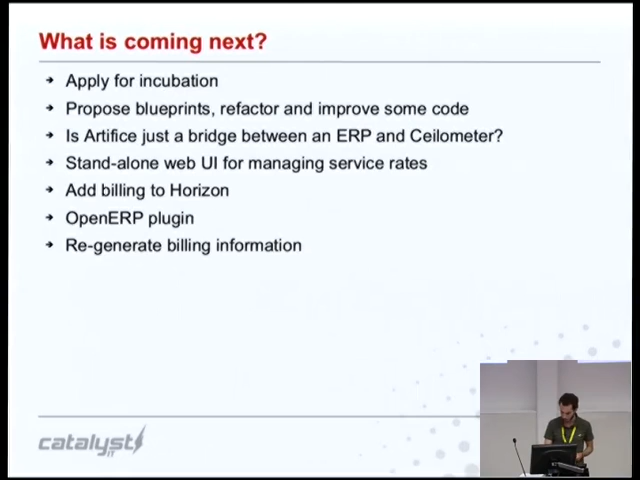 What is coming next?
Apply for incubation
Propose blueprints, refactor and improve some code
Is Artifice just a bridge between an ERP and Ceilometer?
Stand-alone web UI for managing service rates
Add billing to Horizon
OpenERP plugin
Re-generate billing information
catalyst
IT